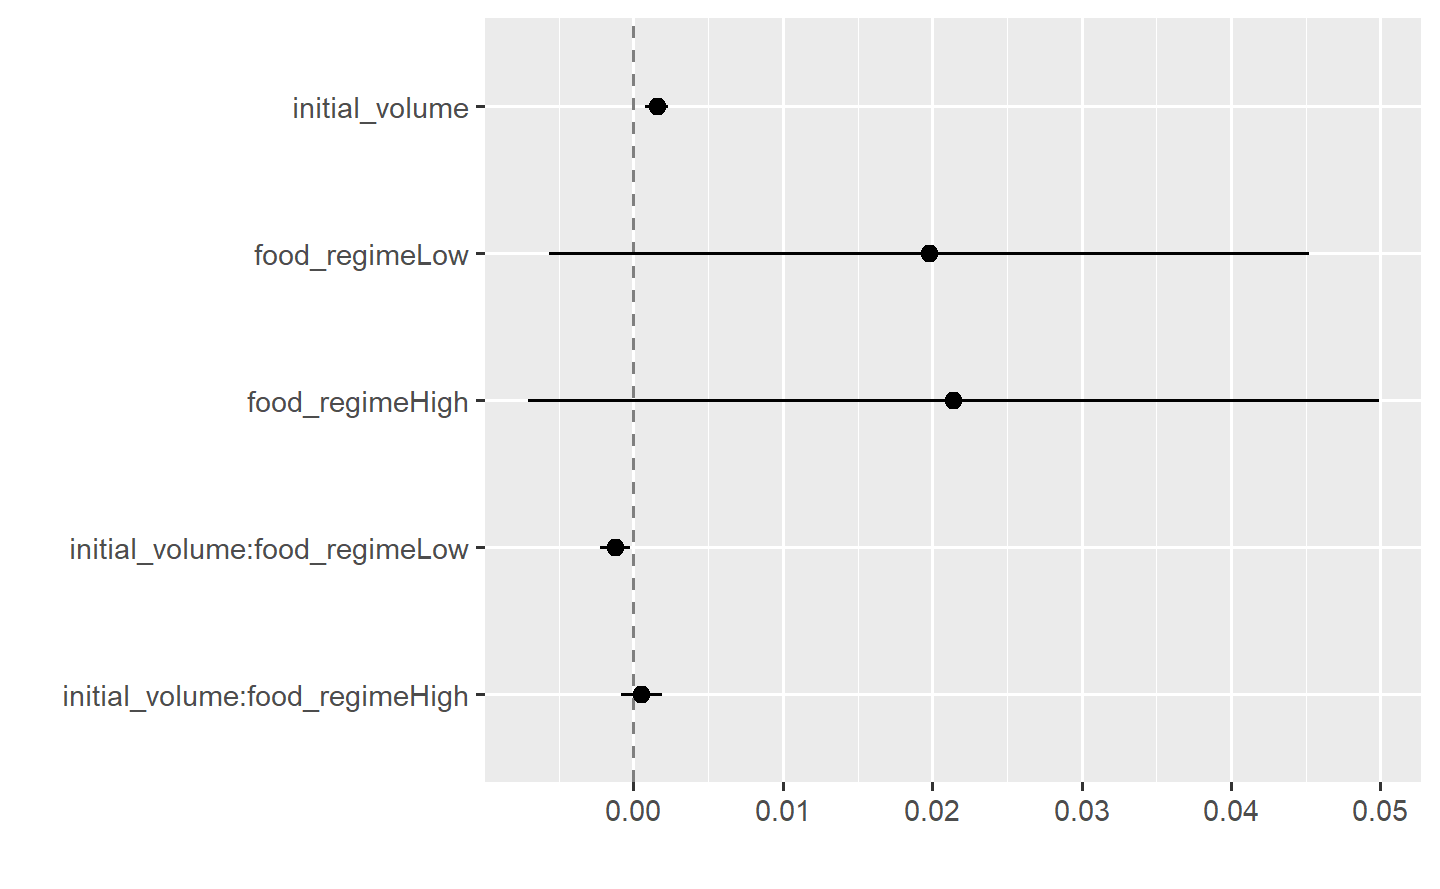 initial_volume
food_regimeLow
food_regimeHigh
initial_volume:food_regimeLow
initial_volume:food_regimeHigh
0.00 0.01 0.02 0.03 0.04 0.05